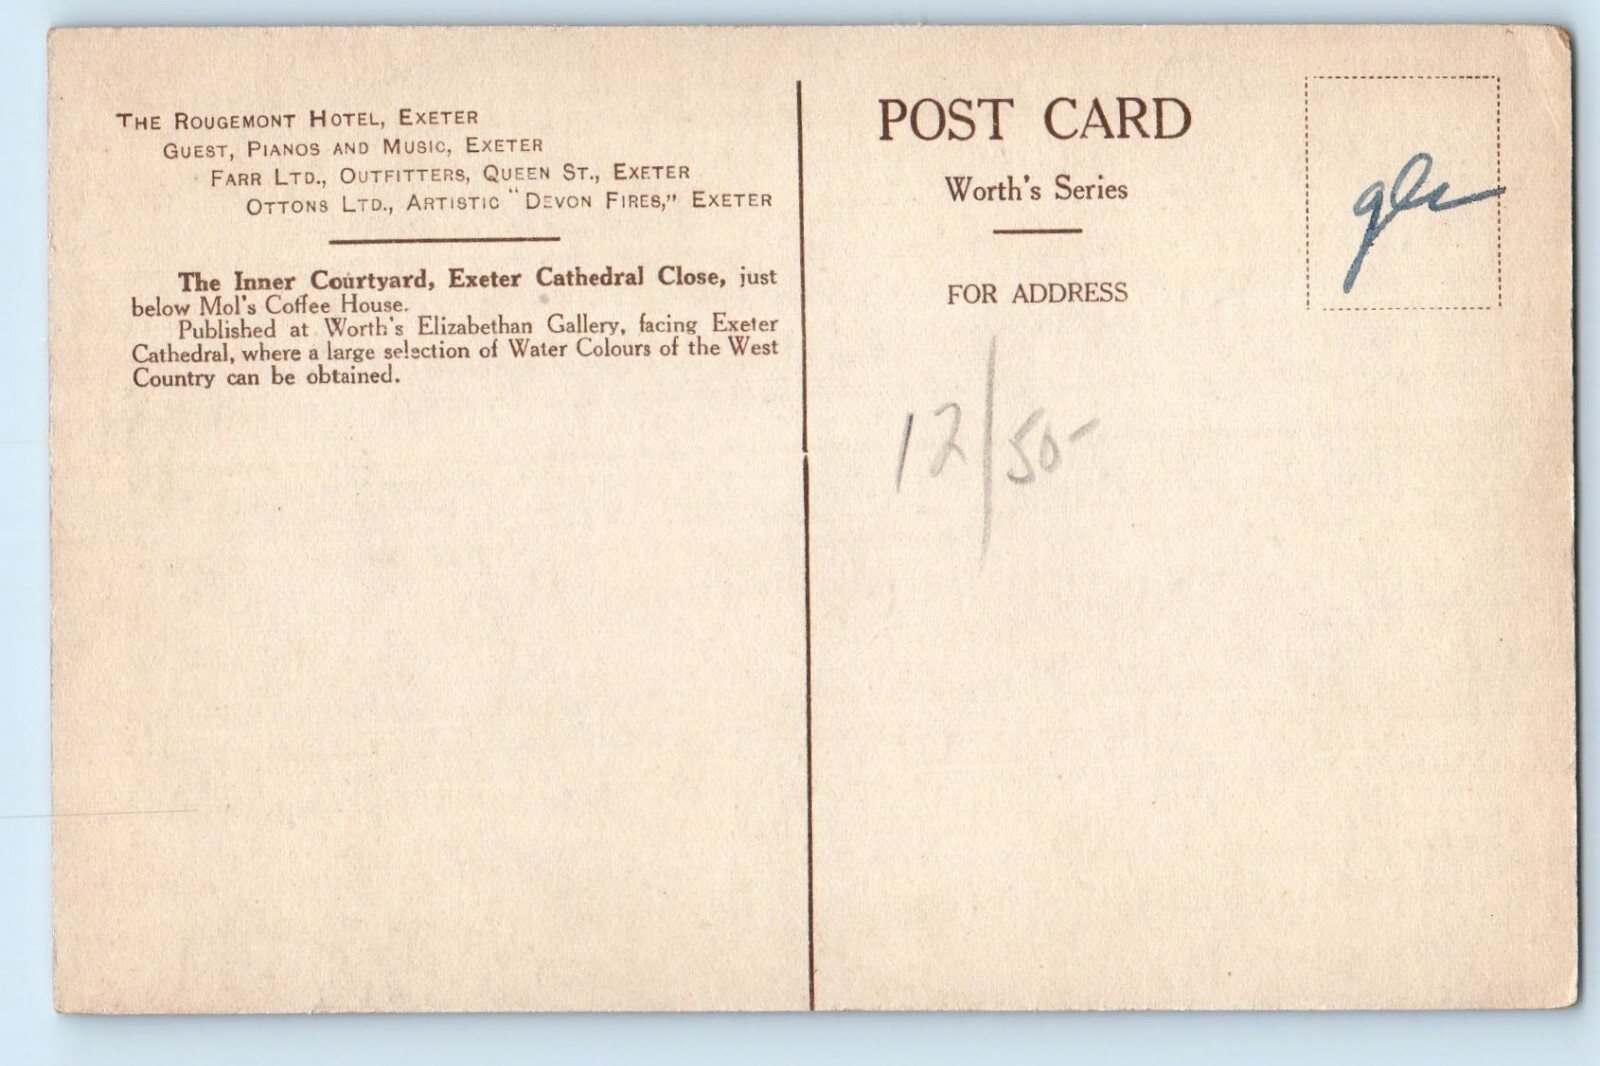 THE ROUGEMONT HOTEL, EXETER
GUEST, PIANOS AND MUSIC, EXETER
FARR LTD., OUTFITTERS, QUEEN ST., EXETER
OTTONS LTD., ARTISTIC "DEVON FIRES," EXETER
The Inner Courtyard, Exeter Cathedral Close, just
below Mol's Coffee House.
Published at Worth's Elizabethan Gallery, facing Exeter
Cathedral, where a large selection of Water Colours of the West
Country can be obtained.
POST CARD
Worth's Series
FOR ADDRESS
12/50-